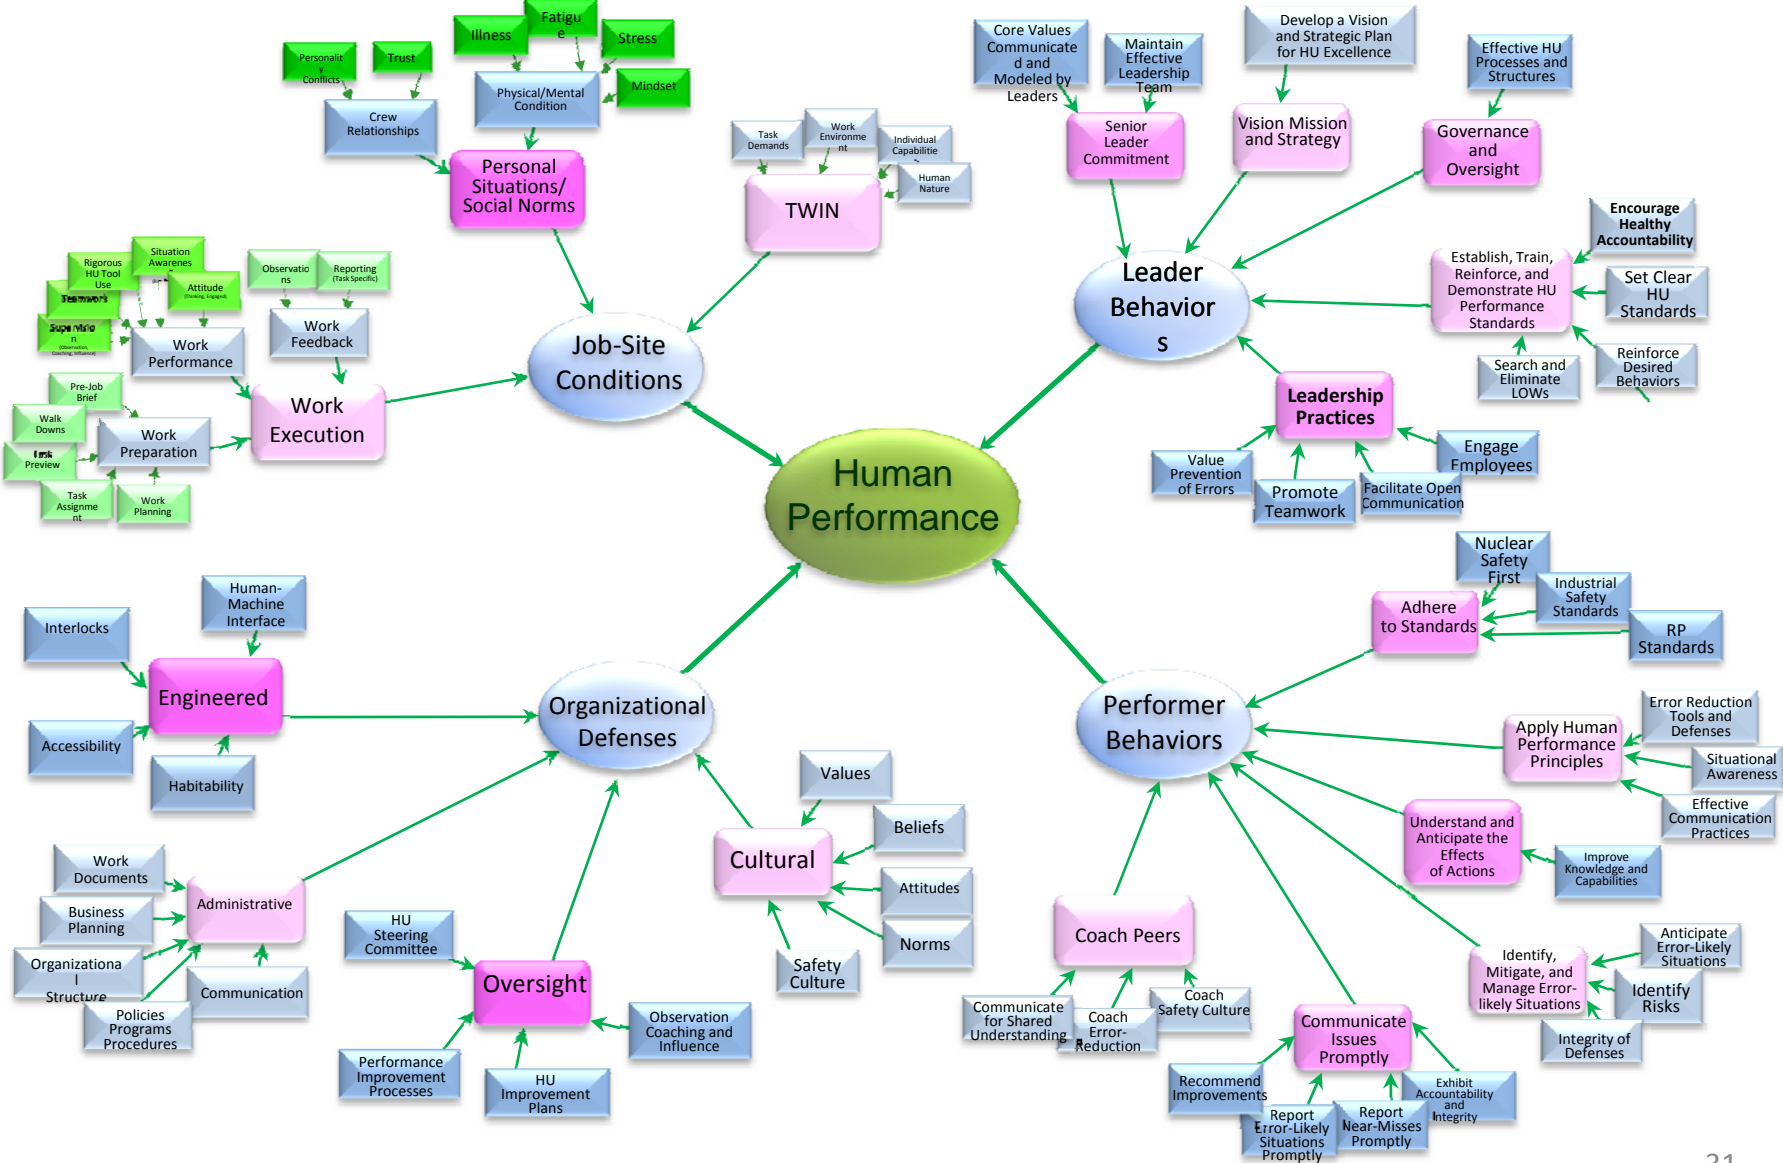 Fatigu
e
Illness
Stress
Mindset
Personalit
y
Conflicts
Trust
Physical/Mental
Condition
Crew
Relationships
Personal
Situations/
Social Norms
Task
Demands
Work
Environme
nt
Individual
Capabilitie
Human
Nature
TWIN
Core Values
Communicate
d and
Modeled by
Leaders
Maintain
Effective
Leadership
Team
Develop a Vision
and Strategic Plan
for HU Excellence
Effective HU
Processes and
Structures
Senior
Leader
Commitment
Vision Mission
and Strategy
Governance
and
Oversight
Encourage
Healthy
Accountability
Set Clear
HU
Standards
Reinforce
Desired
Behaviors
Search and
Eliminate
LOWs
Establish, Train,
Reinforce, and
Demonstrate HU
Performance
Standards
Leader
Behavior
s
Leadership
Practices
Value
Prevention
of Errors
Promote
Teamwork
Facilitate Open
Communication
Engage
Employees
Situation
Awarenes
Rigorous
HU Tool
Use
Attitude
(Thinking, Engaged)
Teamwork
Supervisio
n
(Observation,
Coaching, Influence)
Observatio
ns
Reporting
(Task Specific)
Work
Performance
Work
Feedback
Pre-Job
Brief
Walk
Downs
Task
Preview
Task
Assignme
nt
Work
Planning
Work
Preparation
Work
Execution
Job-Site
Conditions
Human
Performance
Human-
Machine
Interface
Interlocks
Engineered
Accessibility
Habitability
Organizational
Defenses
Work
Documents
Business
Planning
Organizationa
l
Structure
Policies
Programs
Procedures
Communication
Administrative
HU
Steering
Committee
Oversight
Performance
Improvement
Processes
HU
Improvement
Plans
Observation
Coaching and
Influence
Values
Beliefs
Cultural
Attitudes
Norms
Safety
Culture
Performer
Behaviors
Nuclear
Safety
First
Industrial
Safety
Standards
RP
Standards
Adhere
to Standards
Error Reduction
Tools and
Defenses
Situational
Awareness
Effective
Communication
Practices
Apply Human
Performance
Principles
Understand and
Anticipate the
Effects
of Actions
Improve
Knowledge and
Capabilities
Anticipate
Error-Likely
Situations
Identify
Risks
Integrity of
Defenses
Identify,
Mitigate, and
Manage Error-
likely Situations
Coach Peers
Communicate
for Shared
Understanding
Coach
Error-
Reduction
Coach
Safety Culture
Communicate
Issues
Promptly
Recommend
Improvements
Report
Error-Likely
Situations
Promptly
Report
Near-Misses
Promptly
Exhibit
Accountability
and
Integrity